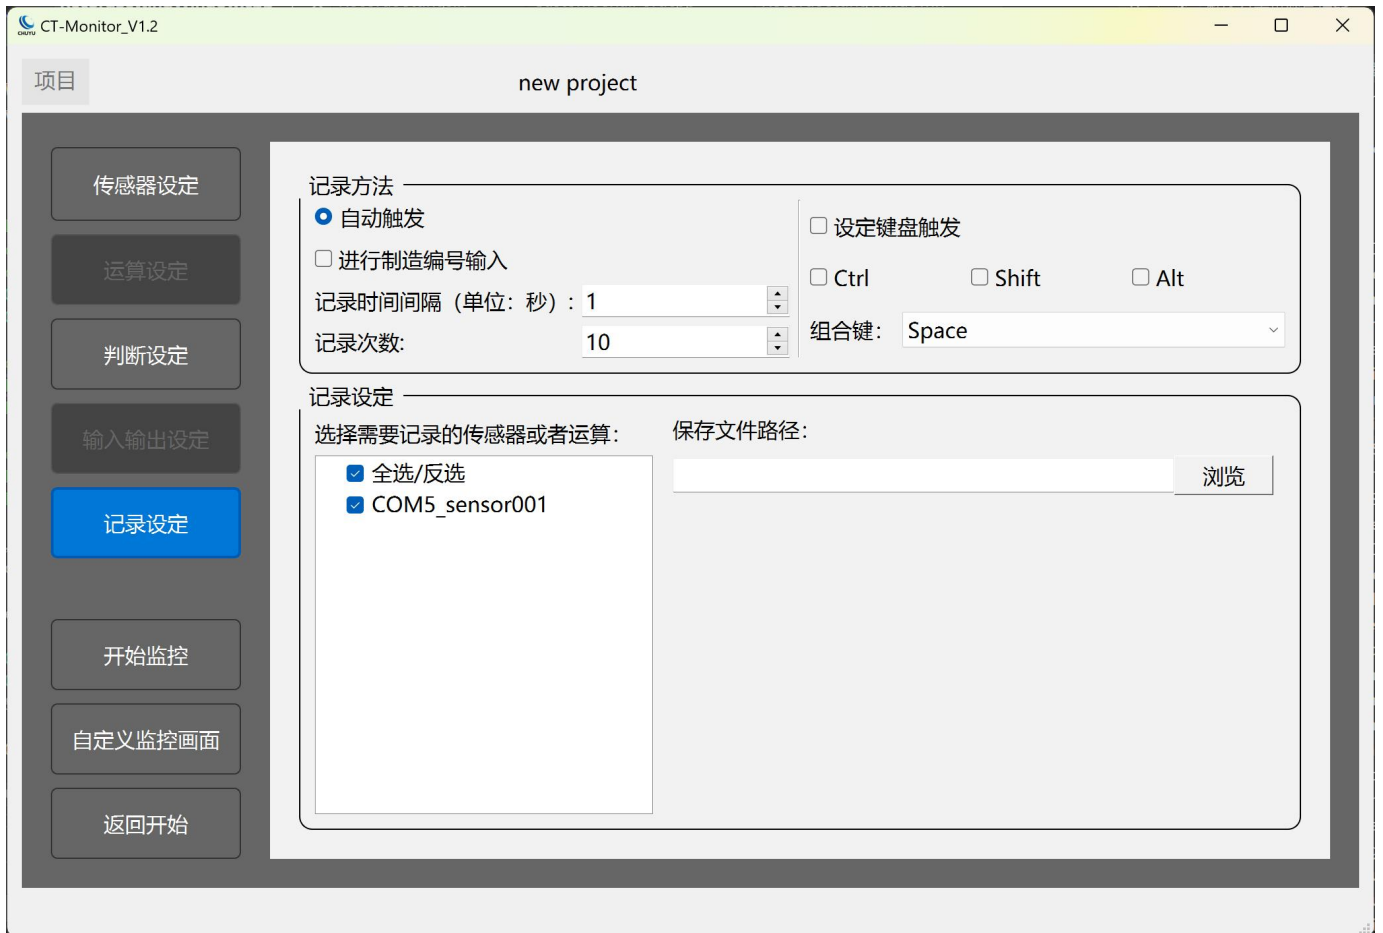 CHUYU CT-Monitor_V1.2
项目
new project
传感器设定
运算设定
判断设定
输入输出设定
记录设定
开始监控
自定义监控画面
返回开始
记录方法
自动触发
进行制造编号输入
记录时间间隔（单位：秒）: 1
记录次数: 10
设定键盘触发
Ctrl Shift Alt
组合键： Space
记录设定
选择需要记录的传感器或者运算：
全选/反选
COM5_sensor001
保存文件路径：
浏览